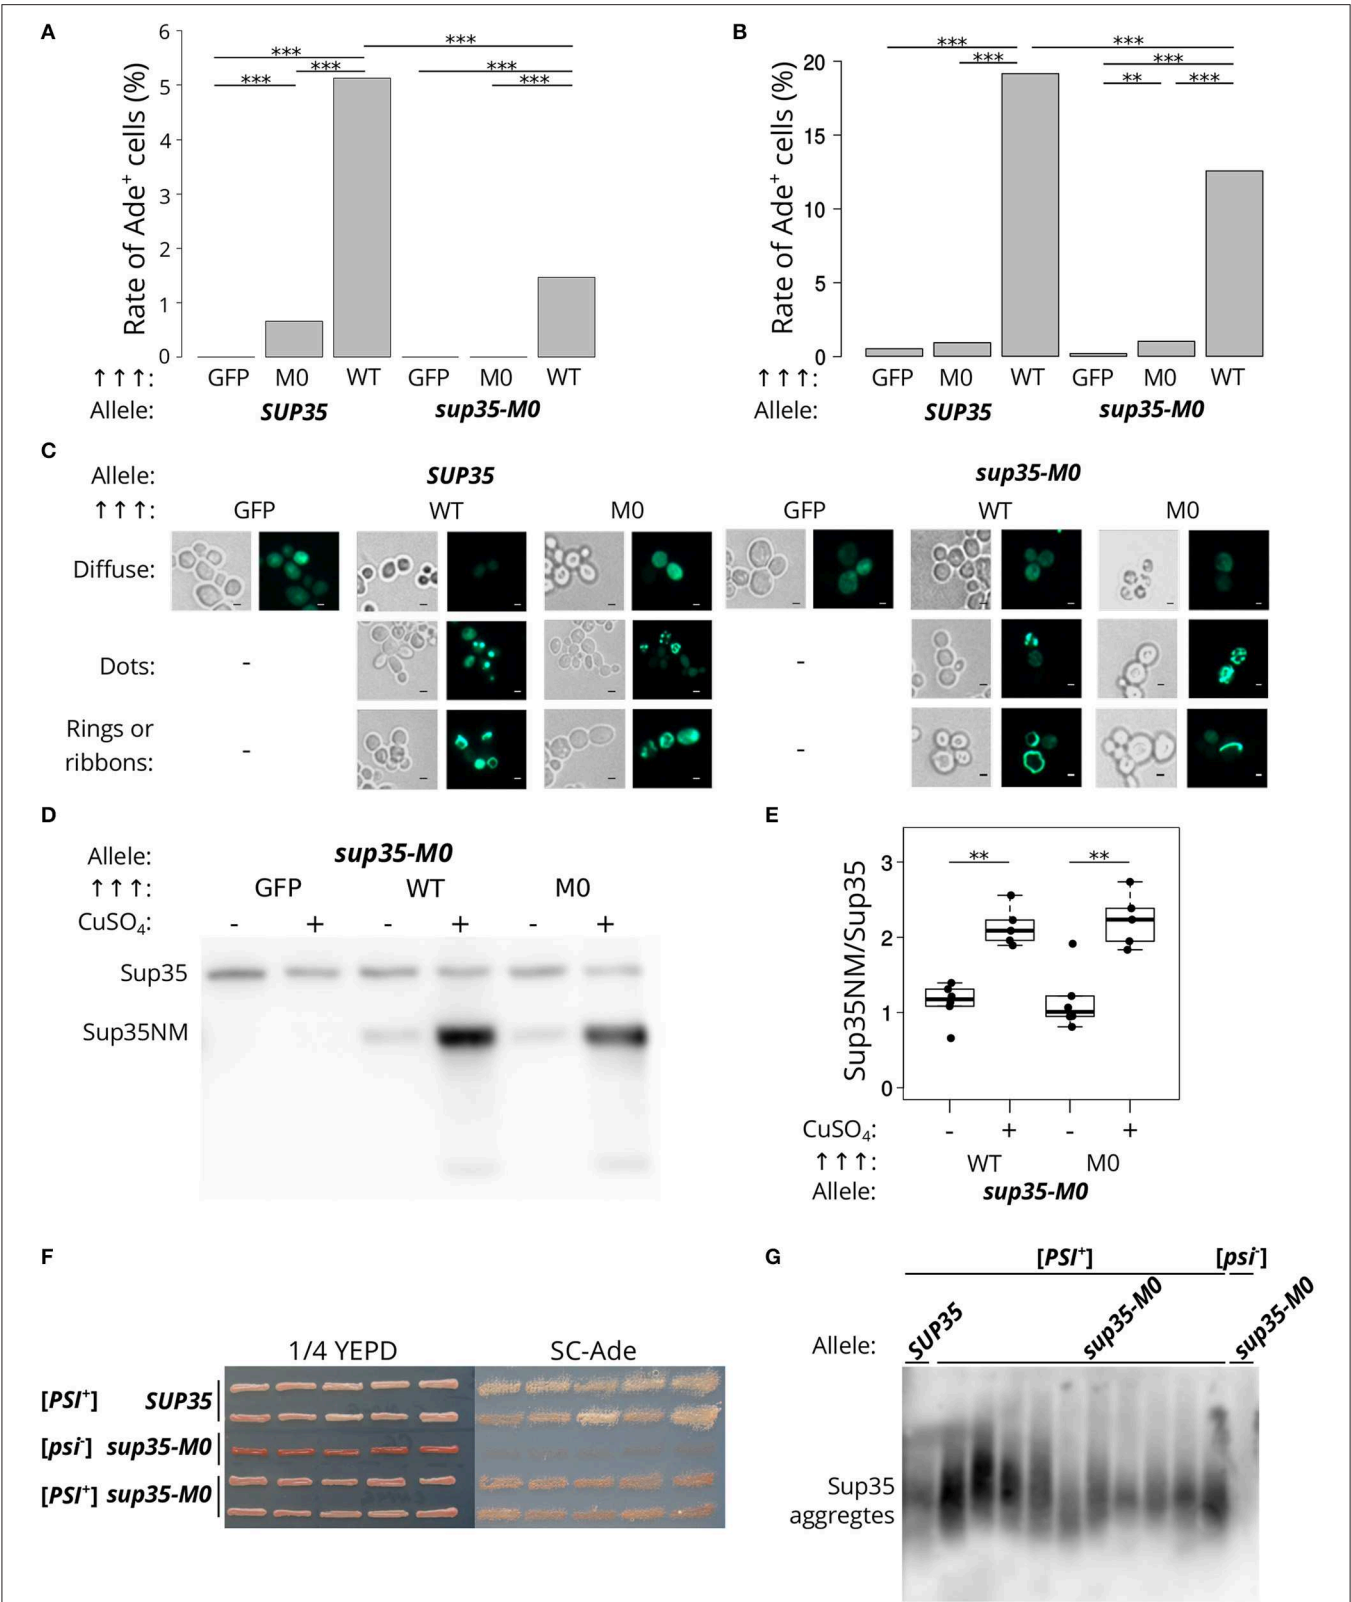 A
Rate of Ade+ cells (%)
6
5
4
3
2
1
0
***
***
***
***
***
***
↑↑↑: GFP M0 WT GFP M0 WT
Allele: SUP35 sup35-M0
B
Rate of Ade+ cells (%)
20
15
10
5
0
***
***
***
***
**
***
↑↑↑: GFP M0 WT GFP M0 WT
Allele: SUP35 sup35-M0
C
Allele: SUP35 sup35-M0
↑↑↑: GFP WT M0 GFP WT M0
Diffuse:
Dots: - -
Rings or
ribbons: - -
D
Allele: sup35-M0
↑↑↑: GFP WT M0
CuSO4: - + - + - +
Sup35
Sup35NM
E
Sup35NM/Sup35
3
2
1
0
** **
CuSO4: - + - +
↑↑↑: WT M0
Allele: sup35-M0
F
1/4 YEPD SC-Ade
[PSI+] SUP35
[psi-] sup35-M0
[PSI+] sup35-M0
G
[PSI+] [psi-]
Allele: SUP35 sup35-M0 sup35-M0
Sup35
aggregtes